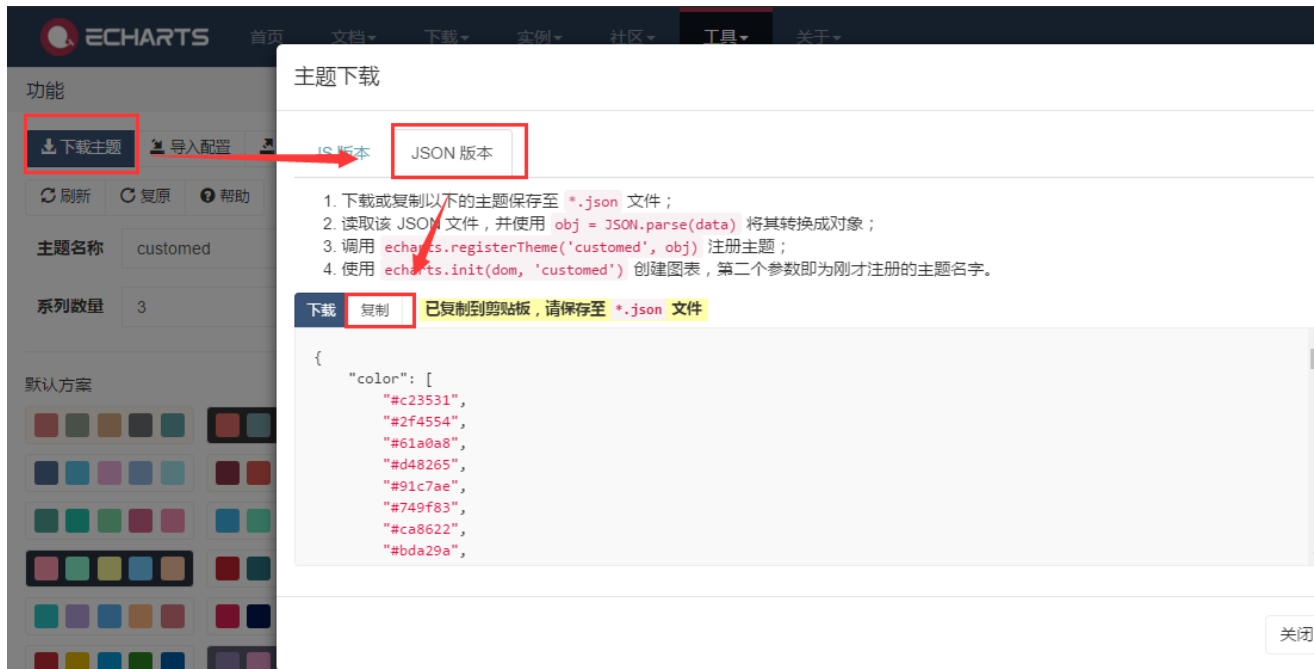 ECHARTS 首页 文档 下载 实例 社区 工具 关于
功能
下载主题 导入配置
刷新 复原 帮助
主题名称 customed
系列数量 3
默认方案
主题下载
JS 版本 JSON 版本
1. 下载或复制以下的主题保存至 *.json 文件；
2. 读取该 JSON 文件，并使用 obj = JSON.parse(data) 将其转换成对象；
3. 调用 echarts.registerTheme('customed', obj) 注册主题；
4. 使用 echarts.init(dom, 'customed') 创建图表，第二个参数即为刚才注册的主题名字。
下载 复制 已复制到剪贴板，请保存至 *.json 文件
{
"color": [
"#c23531",
"#2f4554",
"#61a0a8",
"#d48265",
"#91c7ae",
"#749f83",
"#ca8622",
"#bda29a",
关闭